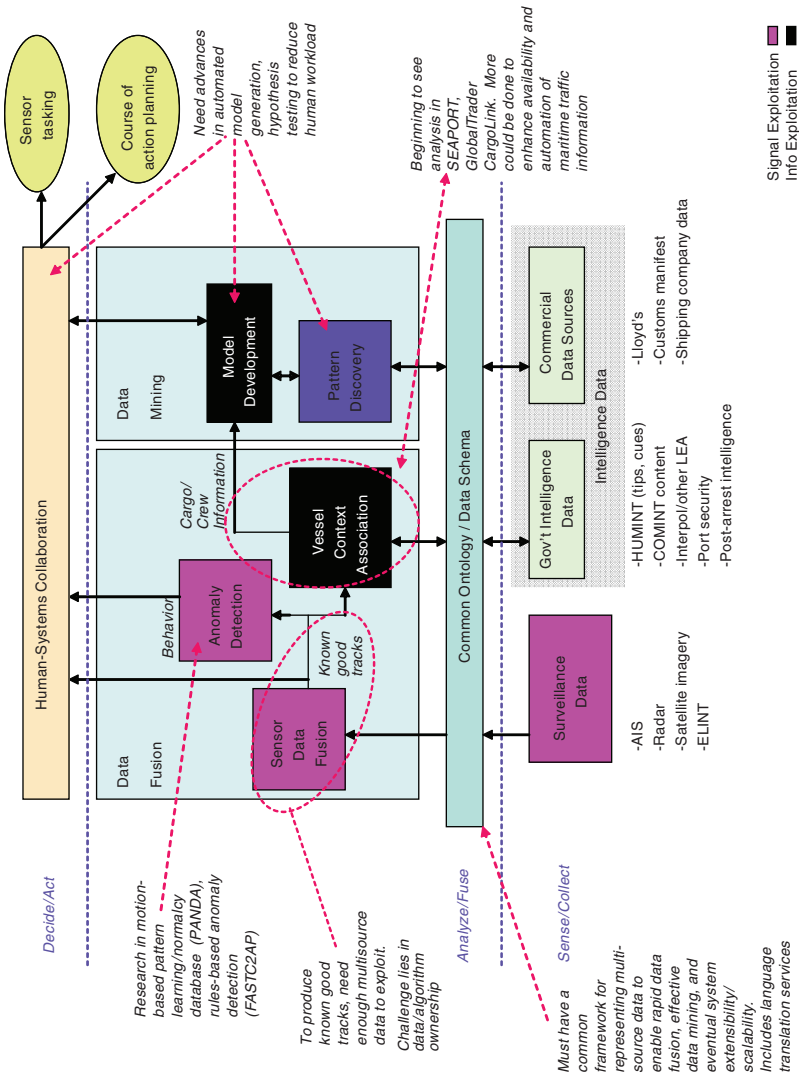 Sensor
tasking
Course of
action planning
Decide/Act
Human-Systems Collaboration
Research in motion-
based pattern
learning/normalcy
database (PANDA),
rules-based anomaly
detection
(FASTC2AP)
Need advances
in automated
model
generation,
hypothesis
testing to reduce
human workload
Data
Fusion
Behavior
Anomaly
Detection
Cargo/
Crew
Information
Data
Mining
Model
Development
Pattern
Discovery
Sensor
Data
Fusion
Known
good
tracks
Vessel
Context
Association
To produce
known good
tracks, need
enough multisource
data to exploit.
Challenge lies in
data/algorithm
ownership
Beginning to see
analysis in
SEAPORT,
GlobalTrader
CargoLink. More
could be done to
enhance availability and
automation of
maritime traffic
information
Analyze/Fuse
Common Ontology / Data Schema
Sense/Collect
Must have a
common
framework for
representing multi-
source data to
enable rapid data
fusion, effective
data mining, and
eventual system
extensibility/
scalability.
Includes language
translation services
Surveillance
Data
-AIS
-Radar
-Satellite imagery
-ELINT
Gov't Intelligence
Data
Commercial
Data Sources
Intelligence Data
-HUMINT (tips, cues)
-COMINT content
-Interpol/other LEA
-Port security
-Post-arrest intelligence
-Lloyd's
-Customs manifest
-Shipping company data
Signal Exploitation
Info Exploitation